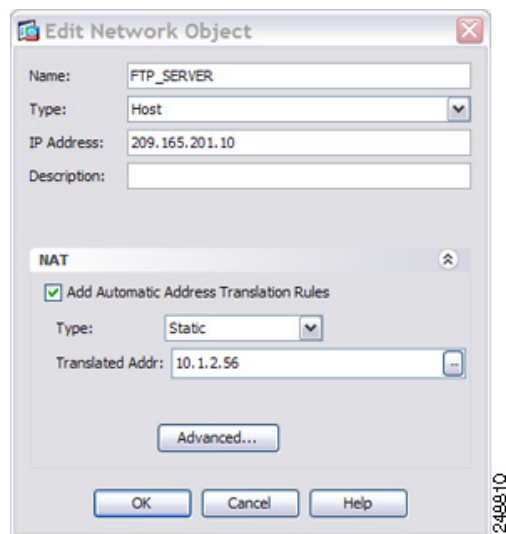 Edit Network Object
Name: FTP_SERVER
Type: Host
IP Address: 209.165.201.10
Description:
NAT
Add Automatic Address Translation Rules
Type: Static
Translated Addr: 10.1.2.56
...
Advanced...
OK Cancel Help
248810